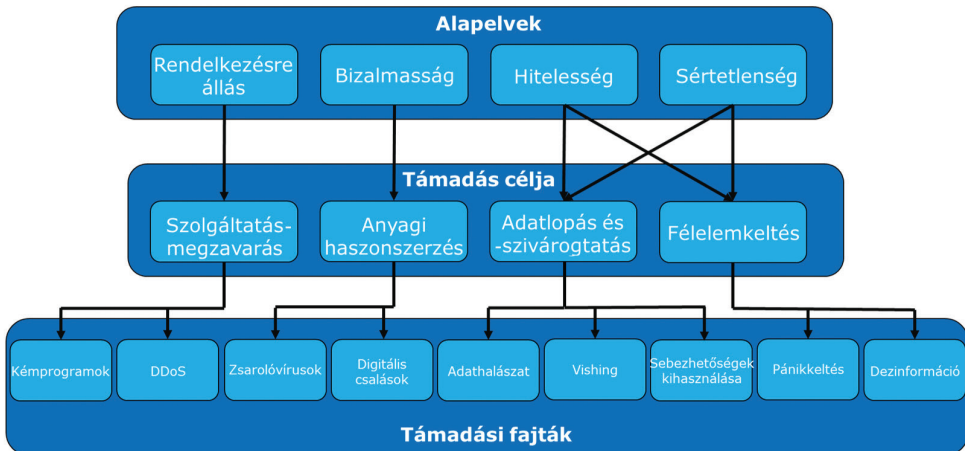 Alapelvek
Rendelkezésre
állás
Bizalmasság
Hitelesség
Sértetlenség
Támadás célja
Szolgáltatás-
megzavarás
Anyagi
haszonszerzés
Adatlopás és
-szivárogtatás
Félelemkeltés
Kémprogramok
DDoS
Zsarolóvírusok
Digitális
csalások
Adathalászat
Vishing
Sebezhetőségek
kihasználása
Pánikkeltés
Dezinformáció
Támadási fajták